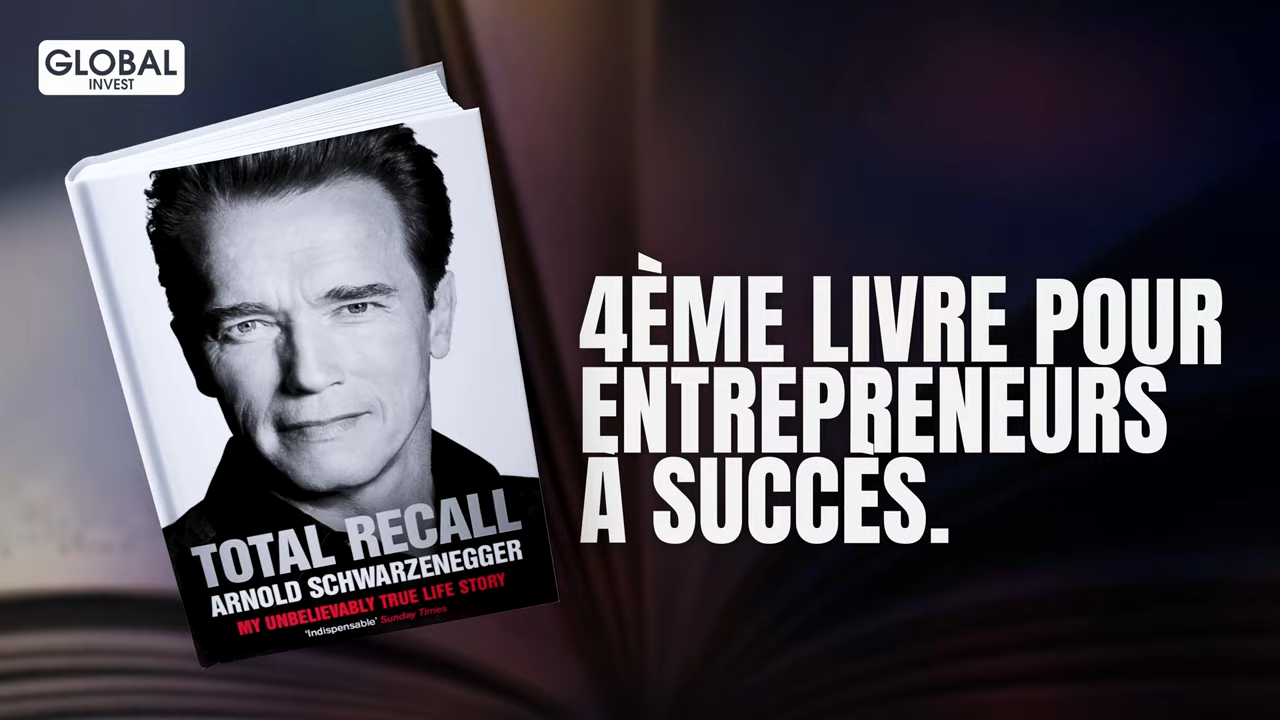 GLOBAL
INVEST
4ÈME LIVRE POUR
ENTREPRENEURS
À SUCCÈS.
TOTAL RECALL
ARNOLD SCHWARZENEGGER
MY UNBELIEVABLY TRUE LIFE STORY
'Indispensable' Sunday Times